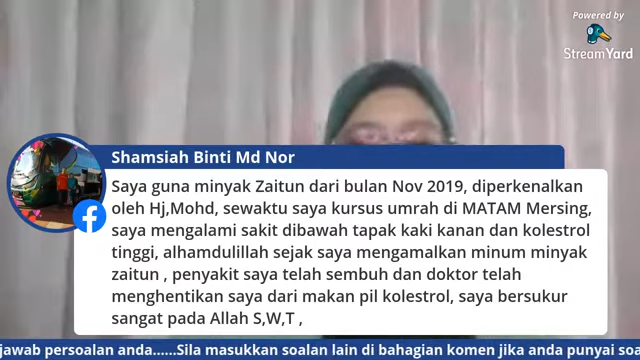 Powered by
StreamYard
Shamsiah Binti Md Nor
Saya guna minyak Zaitun dari bulan Nov 2019, diperkenalkan
oleh Hj,Mohd, sewaktu saya kursus umrah di MATAM Mersing,
saya mengalami sakit dibawah tapak kaki kanan dan kolestrol
tinggi, alhamdulillah sejak saya mengamalkan minum minyak
zaitun , penyakit saya telah sembuh dan doktor telah
menghentikan saya dari makan pil kolestrol, saya bersukur
sangat pada Allah S,W,T ,
jawab persoalan anda......Sila masukkan soalan lain di bahagian komen jika anda punyai soa